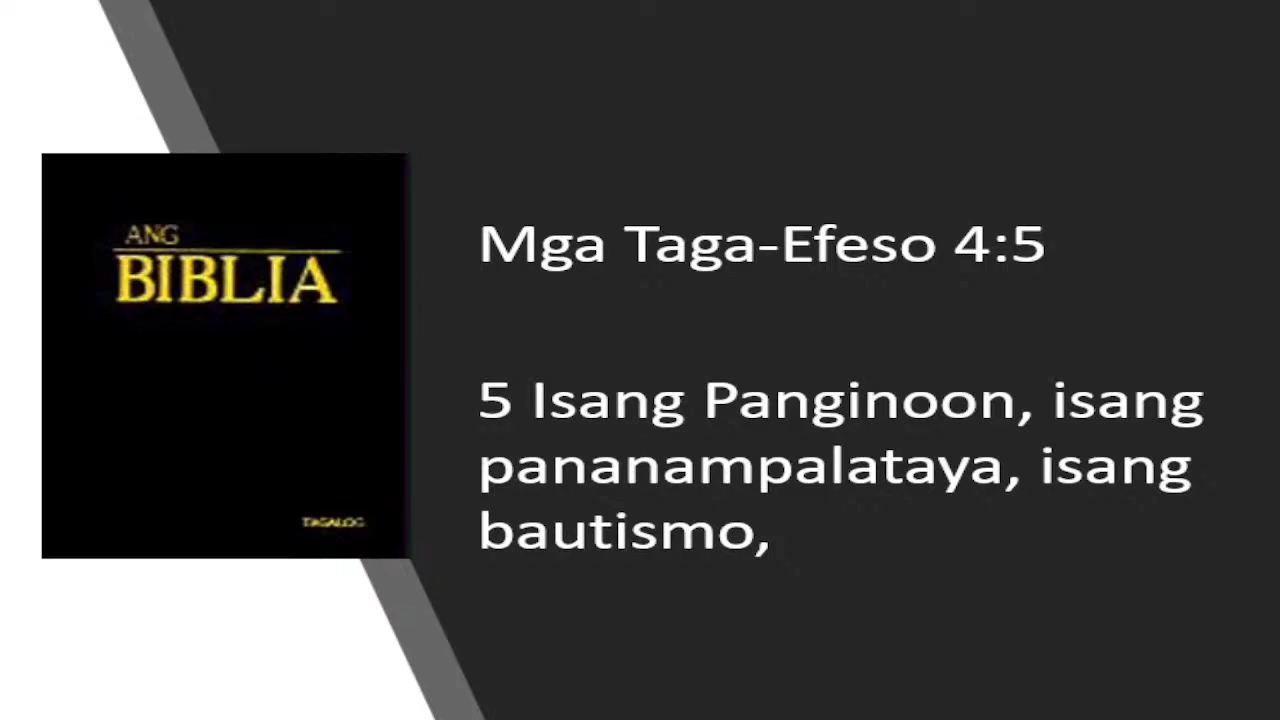 ANG
BIBLIA
TAGALOG
Mga Taga-Efeso 4:5
5 Isang Panginoon, isang
pananampalataya, isang
bautismo,